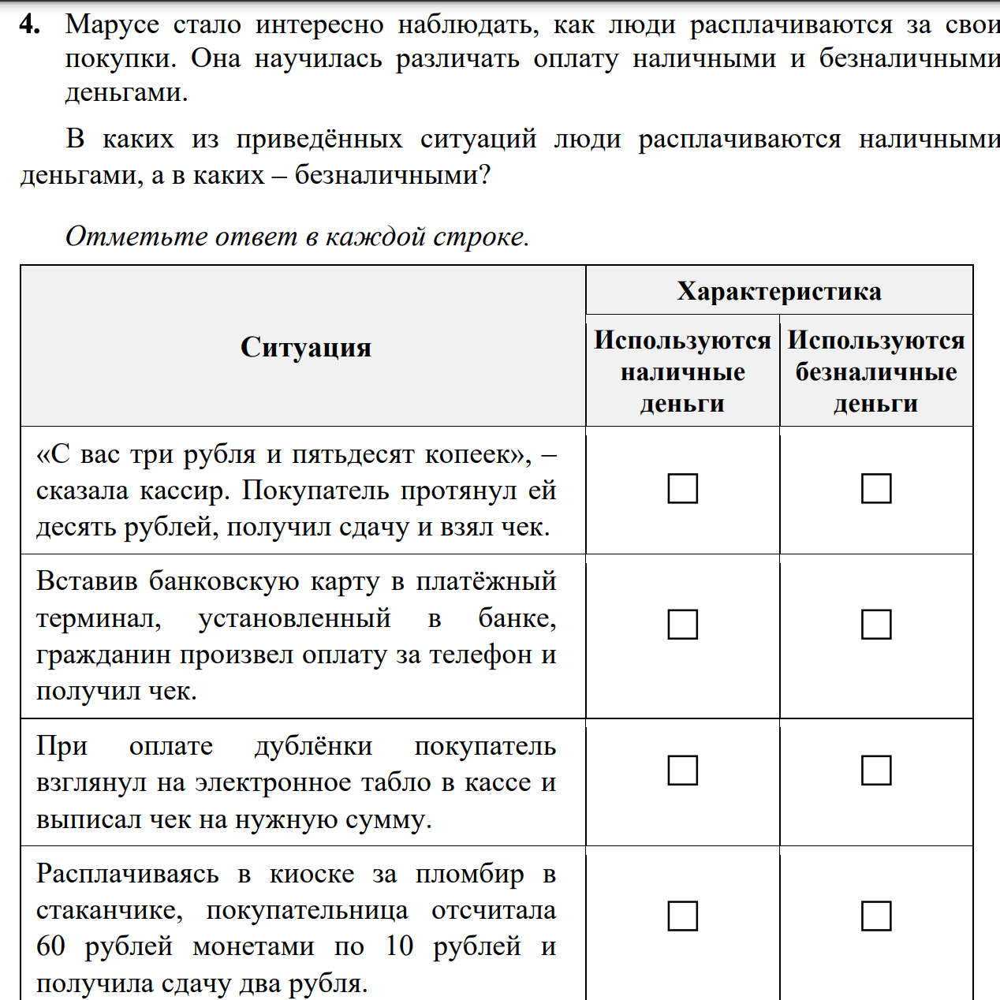 4. Марусе стало интересно наблюдать, как люди расплачиваются за свои
покупки. Она научилась различать оплату наличными и безналичными
деньгами.
В каких из приведённых ситуаций люди расплачиваются наличными
деньгами, а в каких – безналичными?
Отметьте ответ в каждой строке.
Ситуация
Характеристика
Используются
наличные
деньги
Используются
безналичные
деньги
«С вас три рубля и пятьдесят копеек», –
сказала кассир. Покупатель протянул ей
десять рублей, получил сдачу и взял чек.
Вставив банковскую карту в платёжный
терминал, установленный в банке,
гражданин произвел оплату за телефон и
получил чек.
При оплате дублёнки покупатель
взглянул на электронное табло в кассе и
выписал чек на нужную сумму.
Расплачиваясь в киоске за пломбир в
стаканчике, покупательница отсчитала
60 рублей монетами по 10 рублей и
получила сдачу два рубля.